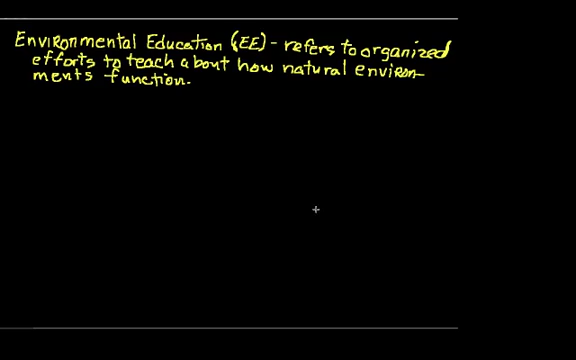 Environmental Education (EE) - refers to organized
efforts to teach about how natural environ-
ments function.